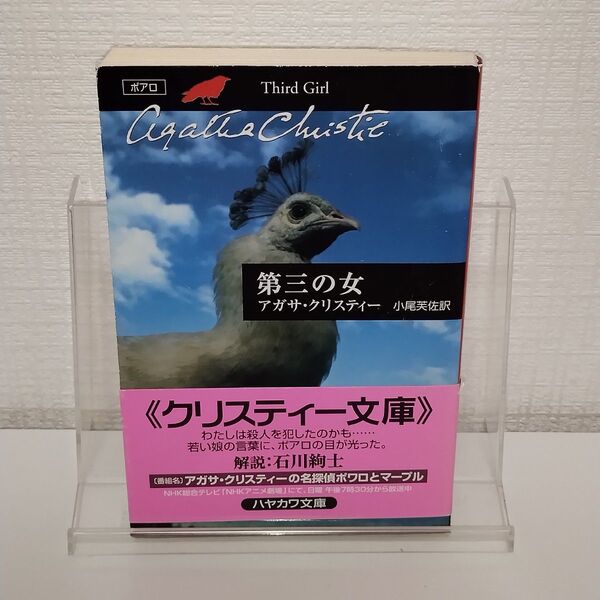 ポアロ
Third Girl
Agatha Christie
第三の女
アガサ・クリスティー 小尾芙佐訳
《クリスティー文庫》
わたしは殺人を犯したのかも……
若い娘の言葉に、ポアロの目が光った。
解説：石川絢士
〔番組名〕アガサ・クリスティーの名探偵ポワロとマープル
NHK総合テレビ「NHKアニメ劇場」にて、日曜 午後7時30分から放送中
ハヤカワ文庫